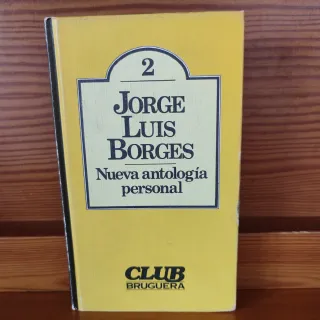 2
JORGE
LUIS
BORGES
Nueva antología
personal
CLUB
BRUGUERA